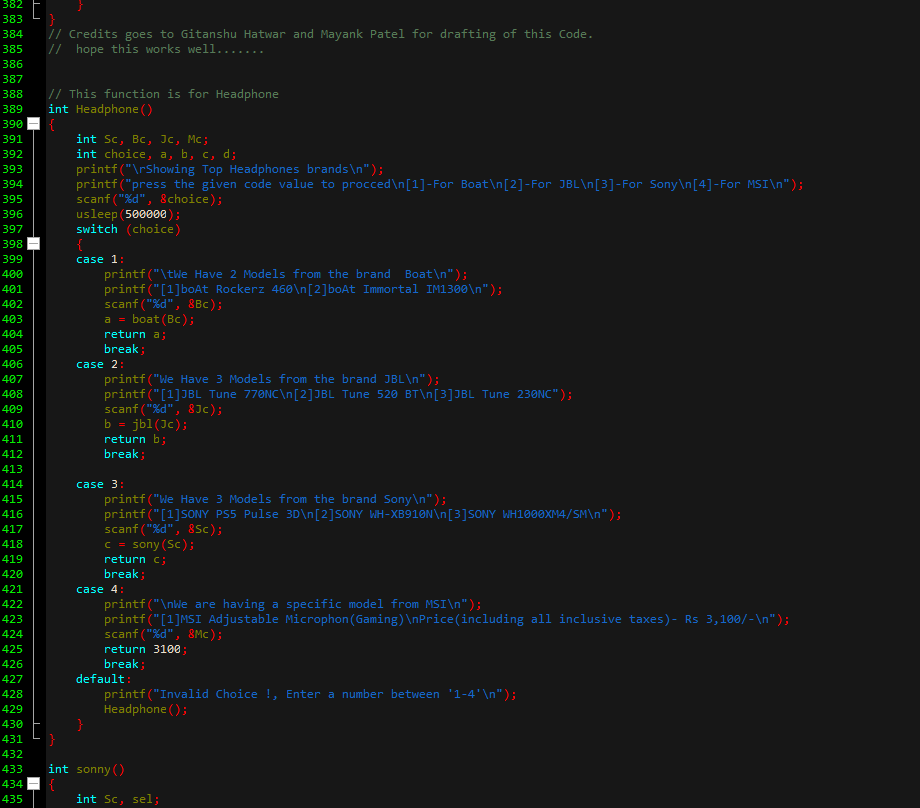 382 }
383 }
384 // Credits goes to Gitanshu Hatwar and Mayank Patel for drafting of this Code.
385 //  hope this works well.......
386
387
388 // This function is for Headphone
389 int Headphone()
390 {
391     int Sc, Bc, Jc, Mc;
392     int choice, a, b, c, d;
393     printf("\rShowing Top Headphones brands\n");
394     printf("press the given code value to procced\n[1]-For Boat\n[2]-For JBL\n[3]-For Sony\n[4]-For MSI\n");
395     scanf("%d", &choice);
396     usleep(500000);
397     switch (choice)
398     {
399     case 1:
400         printf("\tWe Have 2 Models from the brand  Boat\n");
401         printf("[1]boAt Rockerz 460\n[2]boAt Immortal IM1300\n");
402         scanf("%d", &Bc);
403         a = boat(Bc);
404         return a;
405         break;
406     case 2:
407         printf("We Have 3 Models from the brand JBL\n");
408         printf("[1]JBL Tune 770NC\n[2]JBL Tune 520 BT\n[3]JBL Tune 230NC");
409         scanf("%d", &Jc);
410         b = jbl(Jc);
411         return b;
412         break;
413
414     case 3:
415         printf("We Have 3 Models from the brand Sony\n");
416         printf("[1]SONY PS5 Pulse 3D\n[2]SONY WH-XB910N\n[3]SONY WH1000XM4/SM\n");
417         scanf("%d", &Sc);
418         c = sony(Sc);
419         return c;
420         break;
421     case 4:
422         printf("\nWe are having a specific model from MSI\n");
423         printf("[1]MSI Adjustable Microphon(Gaming)\nPrice(including all inclusive taxes)- Rs 3,100/-\n");
424         scanf("%d", &Mc);
425         return 3100;
426         break;
427     default:
428         printf("Invalid Choice !, Enter a number between '1-4'\n");
429         Headphone();
430     }
431 }
432
433 int sonny()
434 {
435     int Sc, sel;